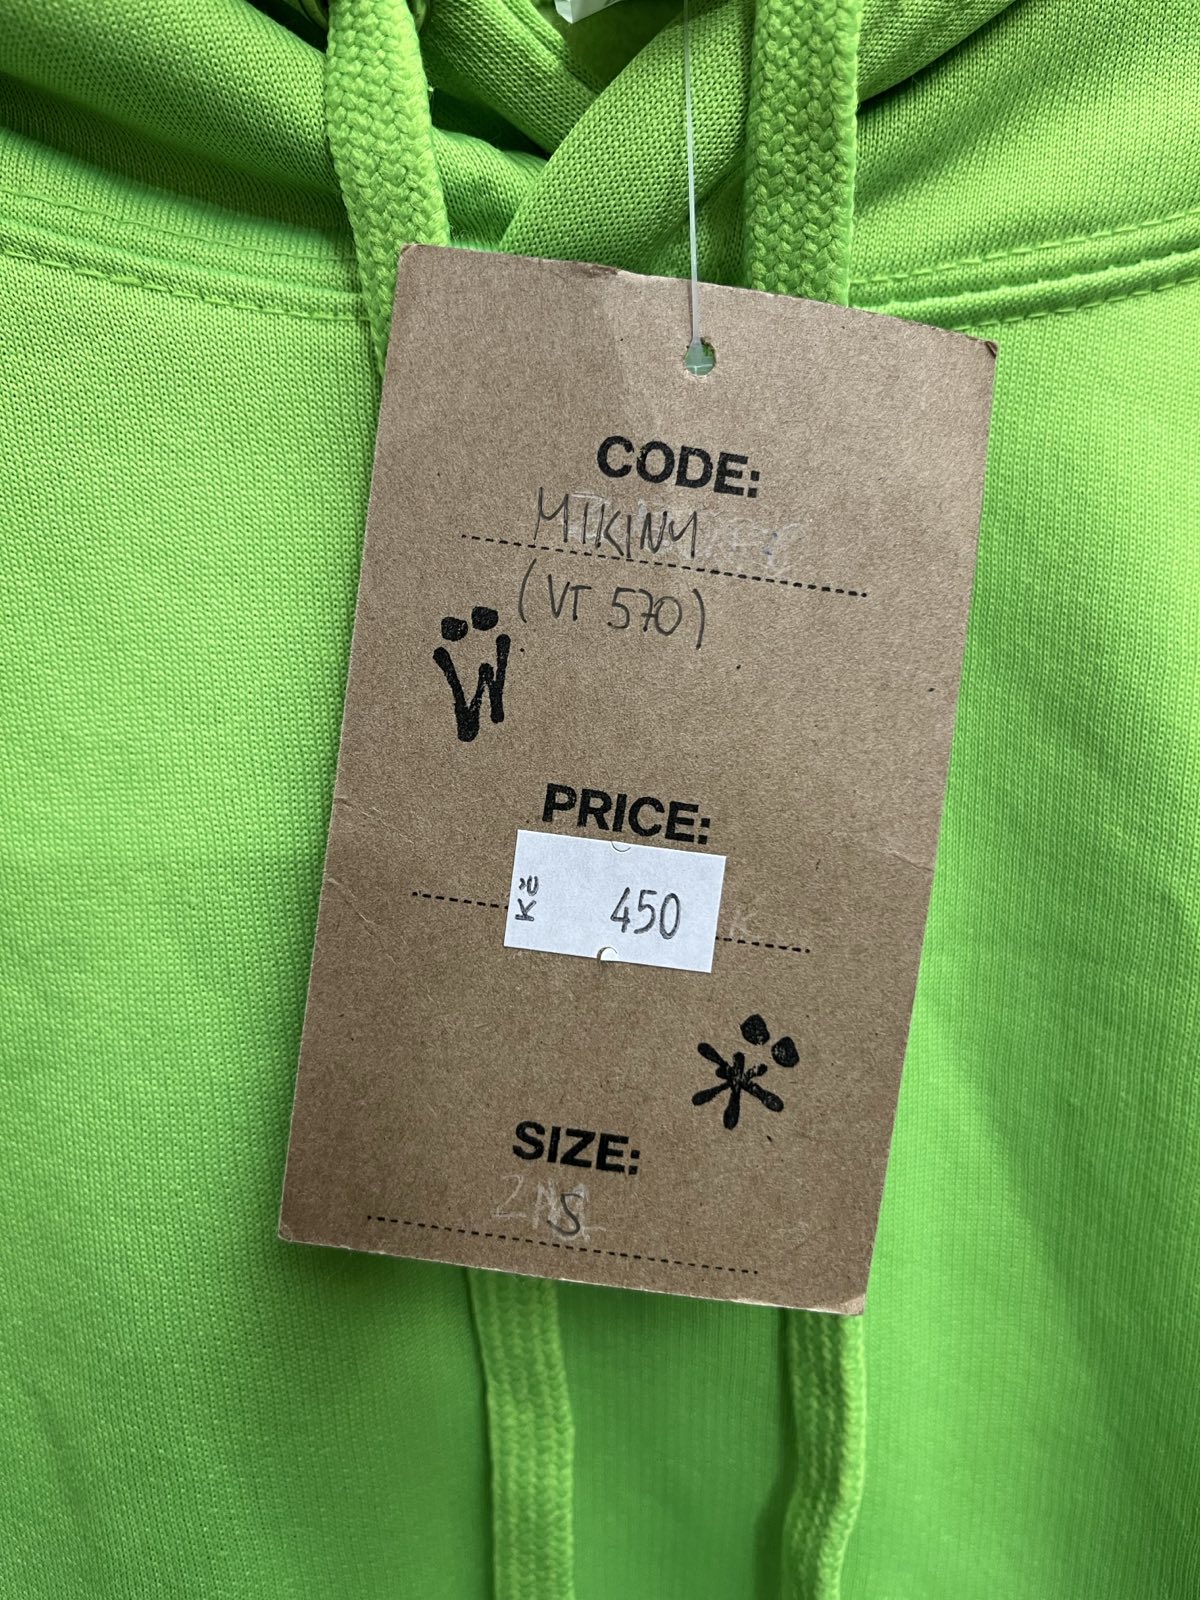 CODE:
MIKINY
(VT 570)
PRICE:
Kč 450
SIZE:
S